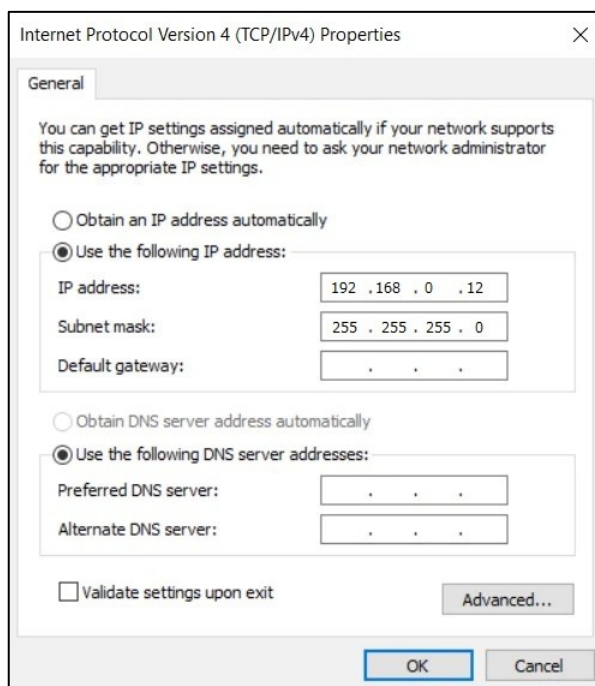 Internet Protocol Version 4 (TCP/IPv4) Properties
General
You can get IP settings assigned automatically if your network supports
this capability. Otherwise, you need to ask your network administrator
for the appropriate IP settings.
Obtain an IP address automatically
Use the following IP address:
IP address: 192 .168 .0 .12
Subnet mask: 255 . 255 . 255 . 0
Default gateway: . . .
Obtain DNS server address automatically
Use the following DNS server addresses:
Preferred DNS server: . . .
Alternate DNS server: . . .
Validate settings upon exit
Advanced...
OK Cancel